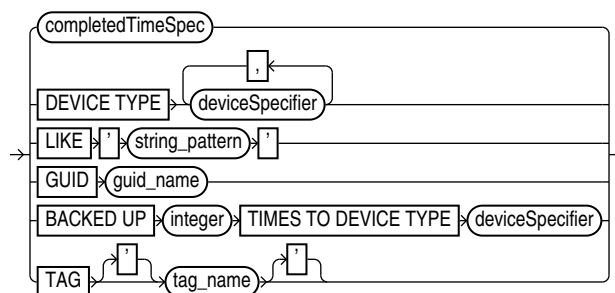 completedTimeSpec
,
DEVICE TYPE deviceSpecifier
LIKE ' string_pattern '
GUID guid_name
BACKED UP integer TIMES TO DEVICE TYPE deviceSpecifier
' '
TAG tag_name